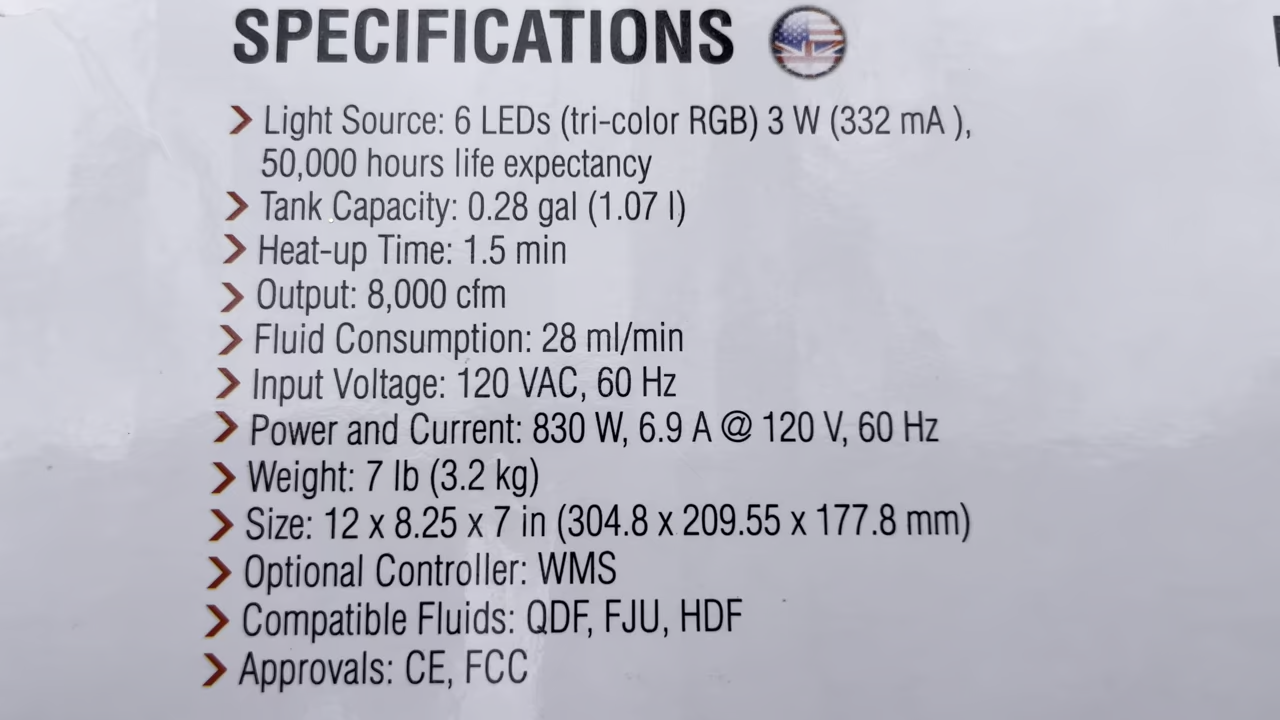 SPECIFICATIONS
Light Source: 6 LEDs (tri-color RGB) 3 W (332 mA ),
50,000 hours life expectancy
Tank Capacity: 0.28 gal (1.07 l)
Heat-up Time: 1.5 min
Output: 8,000 cfm
Fluid Consumption: 28 ml/min
Input Voltage: 120 VAC, 60 Hz
Power and Current: 830 W, 6.9 A @ 120 V, 60 Hz
Weight: 7 lb (3.2 kg)
Size: 12 x 8.25 x 7 in (304.8 x 209.55 x 177.8 mm)
Optional Controller: WMS
Compatible Fluids: QDF, FJU, HDF
Approvals: CE, FCC